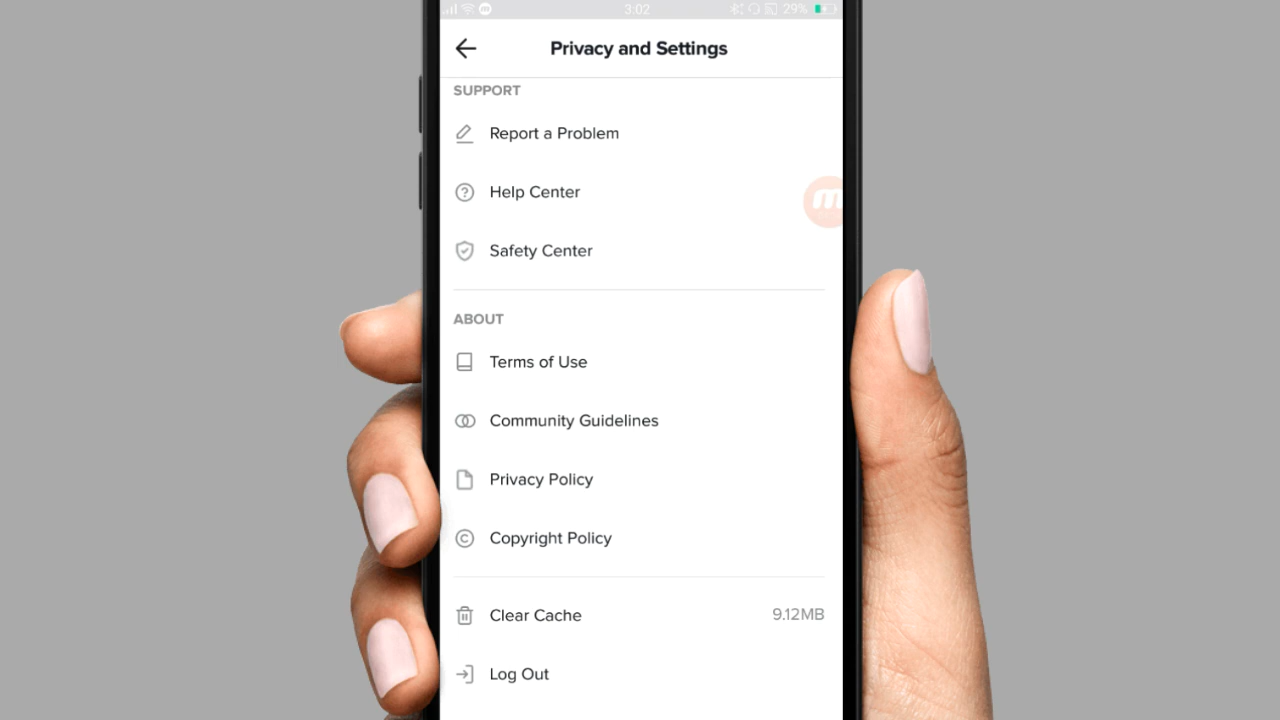 3:02
29%
Privacy and Settings
SUPPORT
Report a Problem
Help Center
Safety Center
ABOUT
Terms of Use
Community Guidelines
Privacy Policy
Copyright Policy
Clear Cache 9.12MB
Log Out